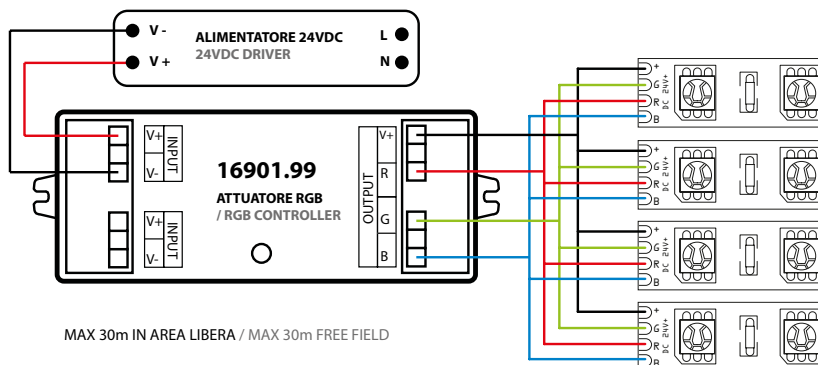 V -
V +
ALIMENTATORE 24VDC
24VDC DRIVER
L
N
V+
V-
INPUT
V+
V-
INPUT
16901.99
ATTUATORE RGB
/ RGB CONTROLLER
OUTPUT
V+
R
G
B
+
G
R
B
24V+
DC
+
G
R
B
24V+
DC
+
G
R
B
24V+
DC
+
G
R
B
24V+
DC
MAX 30m IN AREA LIBERA / MAX 30m FREE FIELD